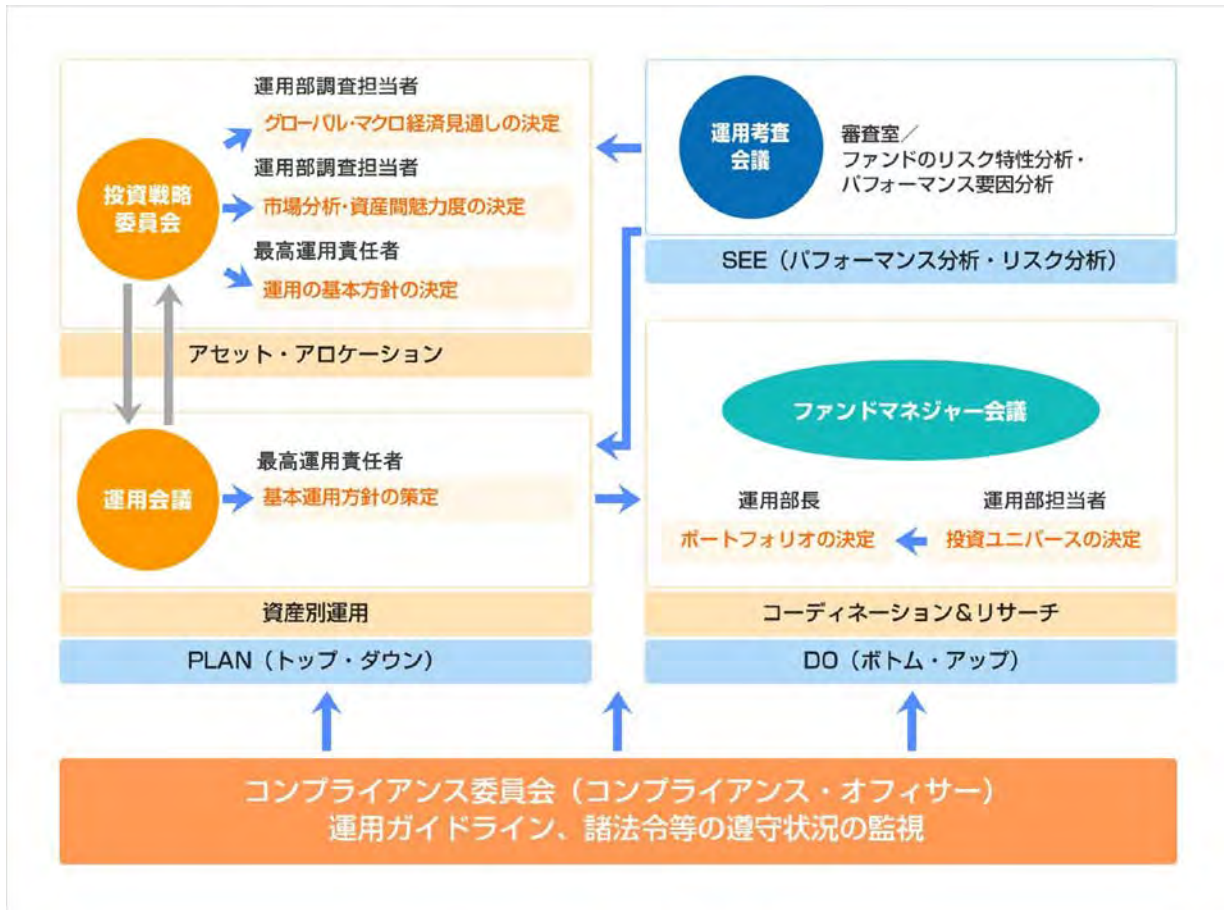 運用部調査担当者
グローバル・マクロ経済見通しの決定
投資戦略
委員会
運用部調査担当者
市場分析・資産間魅力度の決定
最高運用責任者
運用の基本方針の決定
アセット・アロケーション
運用会議
最高運用責任者
基本運用方針の策定
資産別運用
PLAN（トップ・ダウン）
運用考査
会議
審査室／
ファンドのリスク特性分析・
パフォーマンス要因分析
SEE（パフォーマンス分析・リスク分析）
ファンドマネジャー会議
運用部長
運用部担当者
ポートフォリオの決定
投資ユニバースの決定
コーディネーション＆リサーチ
DO（ボトム・アップ）
コンプライアンス委員会（コンプライアンス・オフィサー）
運用ガイドライン、諸法令等の遵守状況の監視